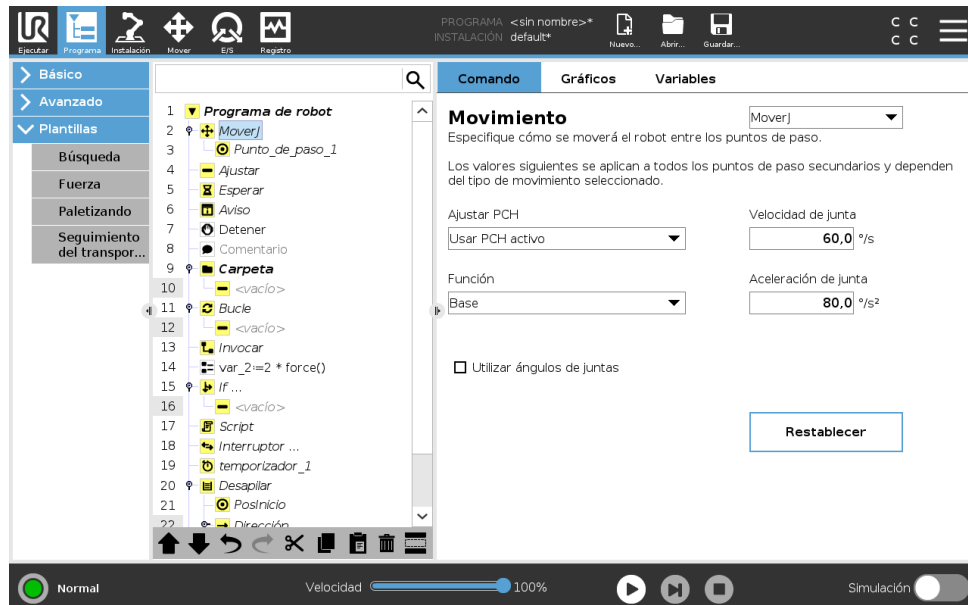 Ejecutar
Programa
Instalación
Mover
E/S
Registro
PROGRAMA <sin nombre>*
INSTALACIÓN default*
Nuevo...
Abrir...
Guardar...
C C
C C
Básico
Avanzado
Plantillas
Búsqueda
Fuerza
Paletizando
Seguimiento
del transpor...
1 Programa de robot
2 MoverJ
3 Punto_de_paso_1
4 Ajustar
5 Esperar
6 Aviso
7 Detener
8 Comentario
9 Carpeta
10 <vacío>
11 Bucle
12 <vacío>
13 Invocar
14 var_2:=2 * force()
15 If ...
16 <vacío>
17 Script
18 Interruptor ...
19 temporizador_1
20 Desapilar
21 PosInicio
22 Dirección
Comando
Gráficos
Variables
Movimiento
MoverJ
Especifique cómo se moverá el robot entre los puntos de paso.
Los valores siguientes se aplican a todos los puntos de paso secundarios y dependen
del tipo de movimiento seleccionado.
Ajustar PCH
Velocidad de junta
Usar PCH activo
60,0 °/s
Función
Aceleración de junta
Base
80,0 °/s²
Utilizar ángulos de juntas
Restablecer
Normal
Velocidad
100%
Simulación